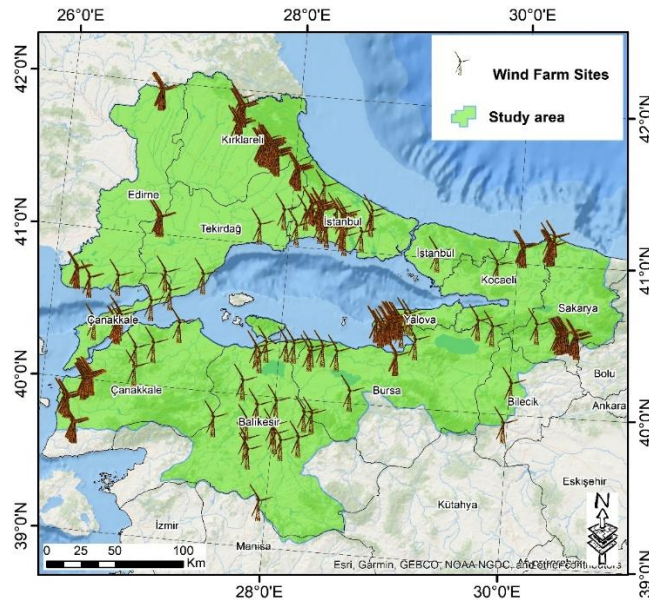 26°0'E
28°0'E
30°0'E
42°0'N
42°0'N
Wind Farm Sites
Study area
Kırklareli
Edirne
41°0'N
Tekirdağ
İstanbul
İstanbul
41°0'N
Kocaeli
Sakarya
Çanakkale
Yalova
Bolu
40°0'N
Çanakkale
Bursa
Bilecik
Ankara
40°0'N
Balıkesir
Eskişehir
Kütahya
N
39°0'N
İzmir
Manisa
0 25 50 100
Km
Esri, Garmin, GEBCO, NOAA NGDC, and other contributors
28°0'E
30°0'E
39°0'N